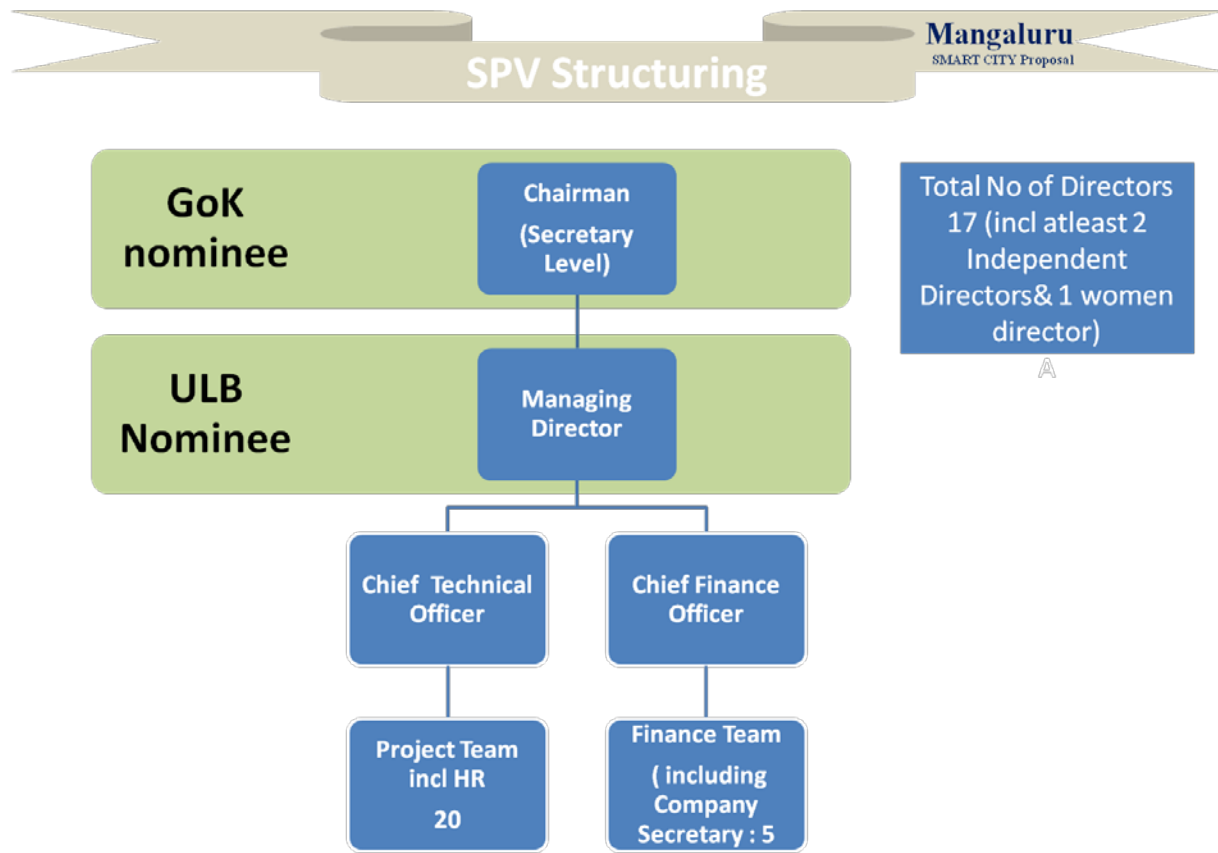 Mangaluru
SMART CITY Proposal
SPV Structuring
GoK
nominee
Chairman
(Secretary
Level)
Total No of Directors
17 (incl atleast 2
Independent
Directors& 1 women
director)
A
ULB
Nominee
Managing
Director
Chief Technical
Officer
Chief Finance
Officer
Project Team
incl HR
20
Finance Team
( including
Company
Secretary : 5